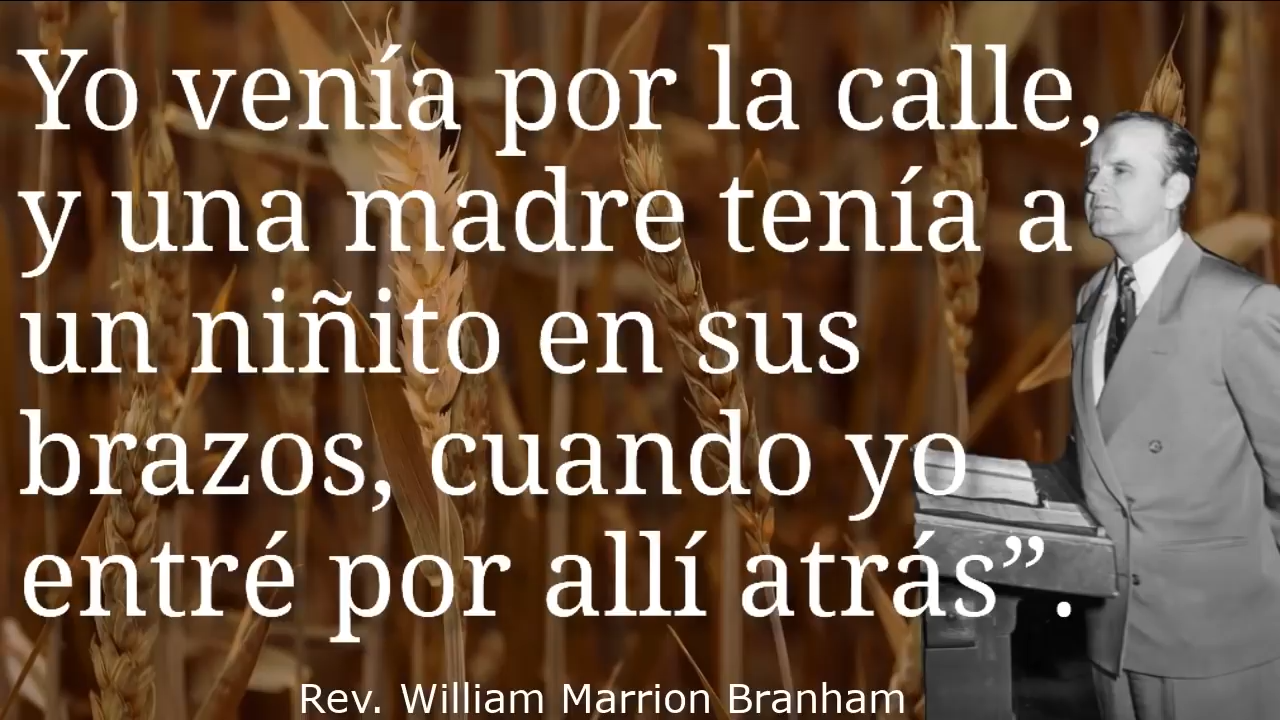 Yo venía por la calle,
y una madre tenía a
un niñito en sus
brazos, cuando yo
entré por allí atrás”.
Rev. William Marrion Branham